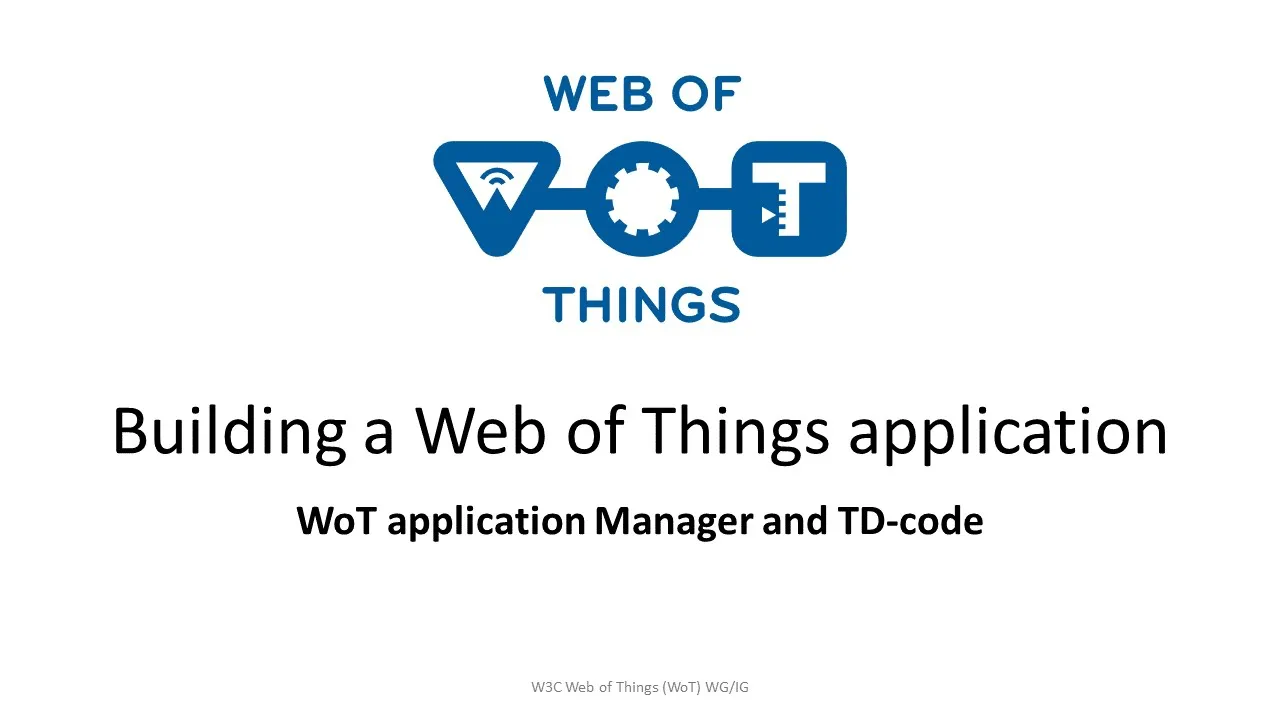 WEB OF
WOT
THINGS
Building a Web of Things application
WoT application Manager and TD-code
W3C Web of Things (WoT) WG/IG